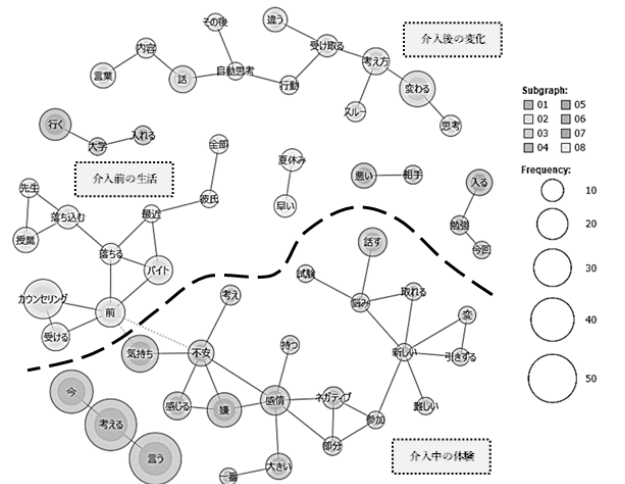 その後
違う
受け取る
介入後の変化
内容
言葉
話
自動思考
行動
考え方
変わる
スルー
思考
Subgraph:
01 05
02 06
03 07
04 08
Frequency:
10
20
30
40
50
行く
大学
入れる
全部
夏休み
早い
悪い
相手
入る
勉強
今回
介入前の生活
先生
落ち込む
授業
最近
彼氏
落ちる
バイト
カウンセリング
前
受ける
話す
試験
悩み
取れる
変
新しい
引きずる
難しい
考え
気持ち
不安
持つ
感じる
嫌
感情
ネガティブ
参加
部分
大きい
一番
今
考える
言う
介入中の体験